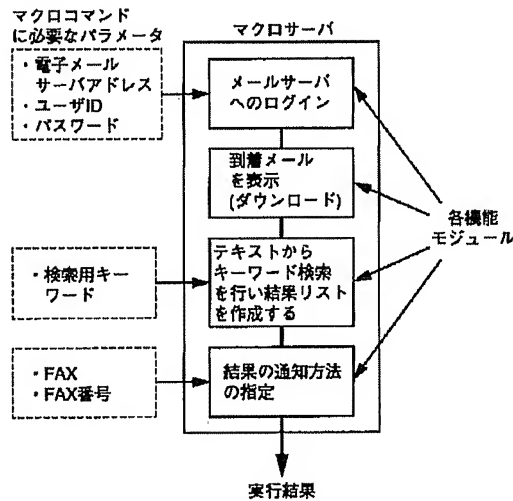 マクロコマンド
に必要なパラメータ
・電子メール
サーバアドレス
・ユーザID
・パスワード
マクロサーバ
メールサーバ
へのログイン
到着メール
を表示
(ダウンロード)
各機能
モジュール
・検索用キー
ワード
テキストから
キーワード検索
を行い結果リスト
を作成する
・FAX
・FAX番号
結果の通知方法
の指定
実行結果